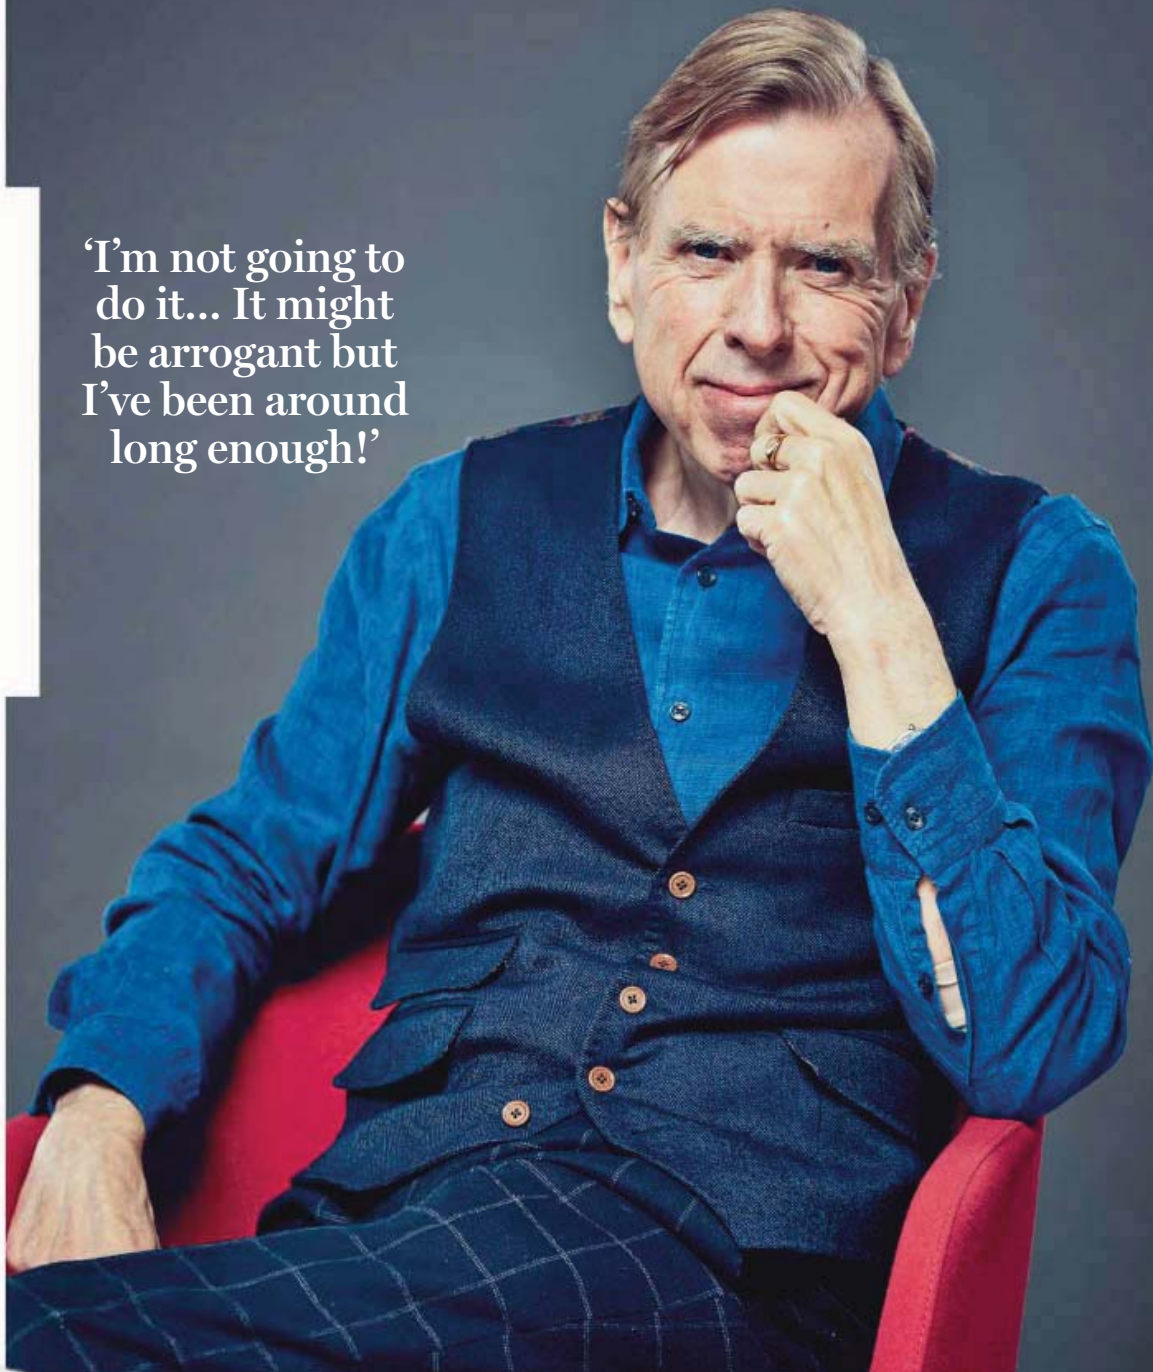 ‘I’m not going to
do it... It might
be arrogant but
I’ve been around
long enough!’